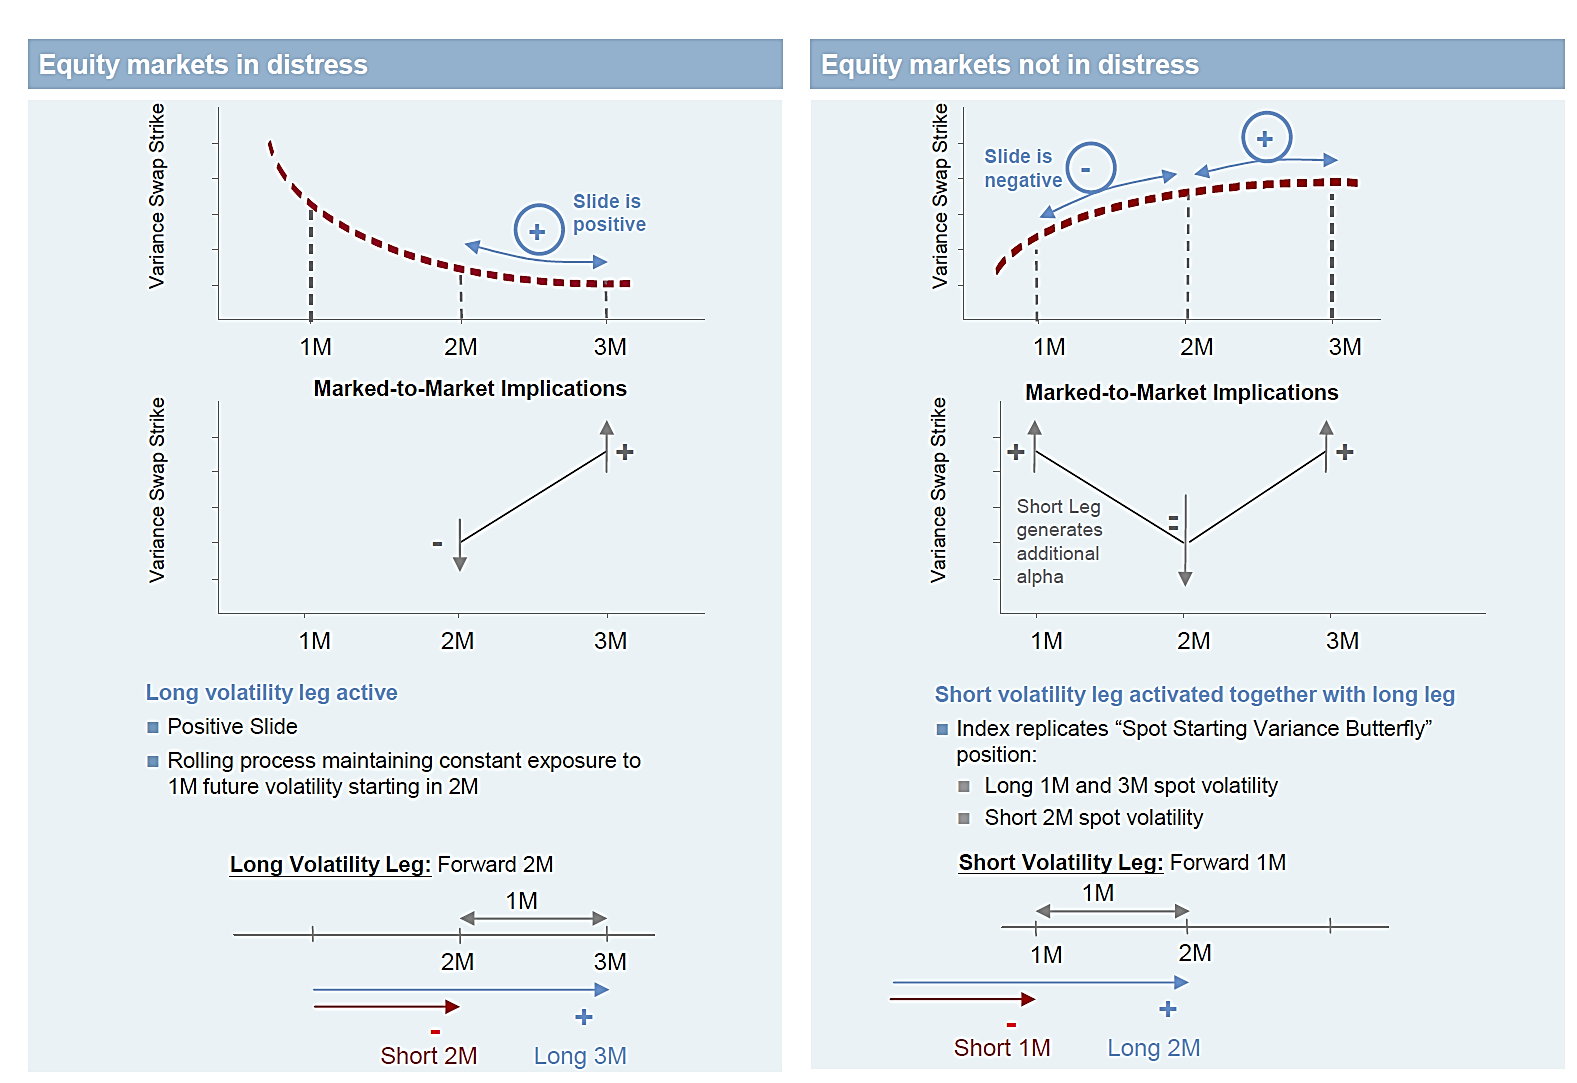 Equity markets in distress
Variance Swap Strike
Slide is
positive
+
1M
2M
3M
Marked-to-Market Implications
Variance Swap Strike
+
-
1M
2M
3M
Long volatility leg active
Positive Slide
Rolling process maintaining constant exposure to
1M future volatility starting in 2M
Long Volatility Leg: Forward 2M
1M
2M
3M
-
+
Short 2M
Long 3M
Equity markets not in distress
Variance Swap Strike
Slide is
negative
-
+
1M
2M
3M
Marked-to-Market Implications
Variance Swap Strike
+
+
Short Leg
generates
additional
alpha
=
1M
2M
3M
Short volatility leg activated together with long leg
Index replicates “Spot Starting Variance Butterfly”
position:
Long 1M and 3M spot volatility
Short 2M spot volatility
Short Volatility Leg: Forward 1M
1M
1M
2M
-
+
Short 1M
Long 2M